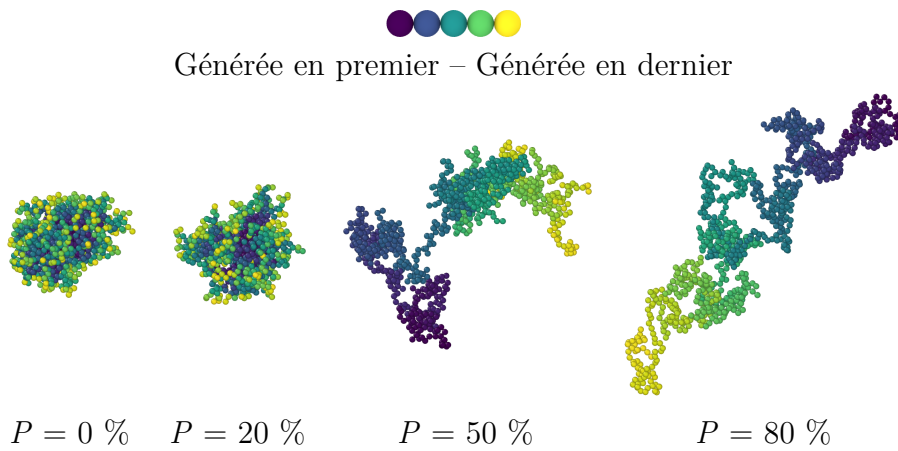 Générée en premier – Générée en dernier
P = 0 % P = 20 % P = 50 % P = 80 %